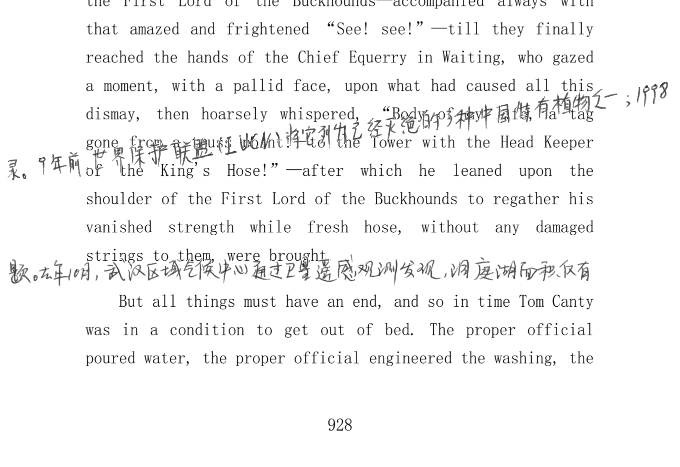 the First Lord of the Buckhounds—accompanied always with
that amazed and frightened “See! see!”—till they finally
reached the hands of the Chief Equerry in Waiting, who gazed
a moment, with a pallid face, upon what had caused all this
dismay, then hoarsely whispered, “Body of my life, a tag
gone from a truss point!—to the Tower with the Head Keeper
of the King's Hose!”—after which he leaned upon the
shoulder of the First Lord of the Buckhounds to regather his
vanished strength while fresh hose, without any damaged
strings to them, were brought.
But all things must have an end, and so in time Tom Canty
was in a condition to get out of bed. The proper official
poured water, the proper official engineered the washing, the
928
种中国特有植物之一；1998
灵。9年前世界保护联盟(IUCN)将它列为已经灭绝的3
题。去年10月，武汉区域气候中心通过卫星遥感观测发现，洞庭湖面积仅有